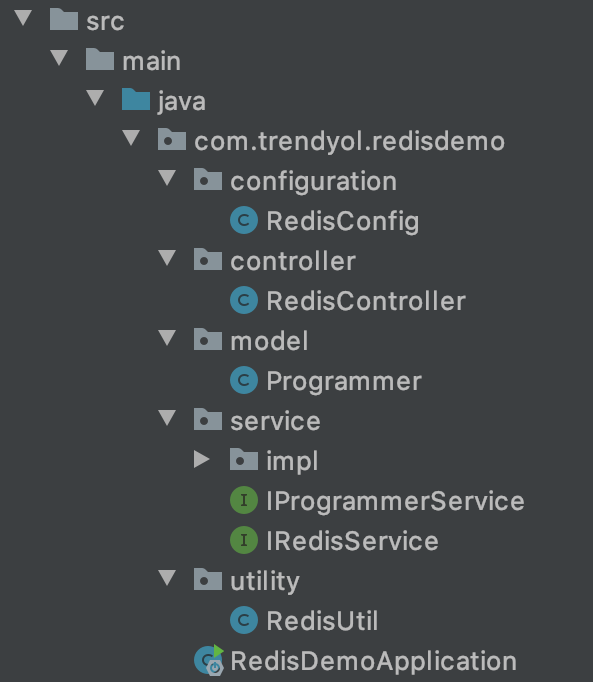 src
main
java
com.trendyol.redisdemo
configuration
C RedisConfig
controller
C RedisController
model
C Programmer
service
impl
I IProgrammerService
I IRedisService
utility
C RedisUtil
C RedisDemoApplication